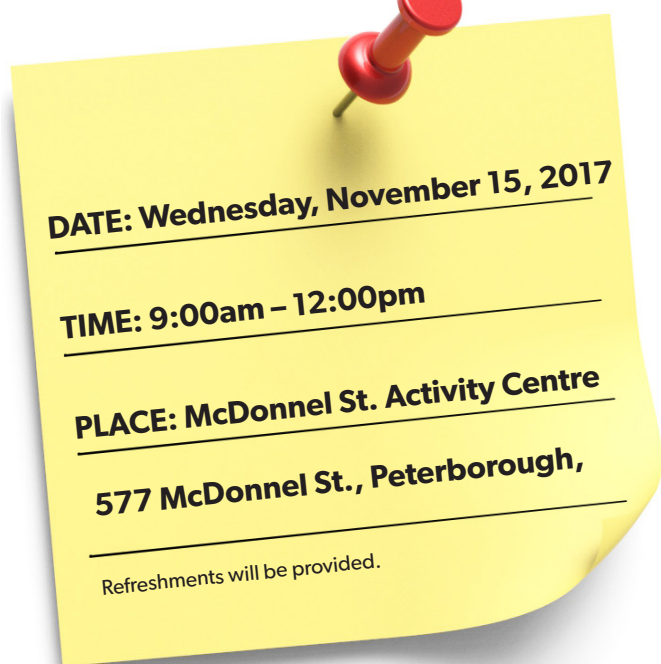 DATE: Wednesday, November 15, 2017
TIME: 9:00am – 12:00pm
PLACE: McDonnel St. Activity Centre
577 McDonnel St., Peterborough,
Refreshments will be provided.